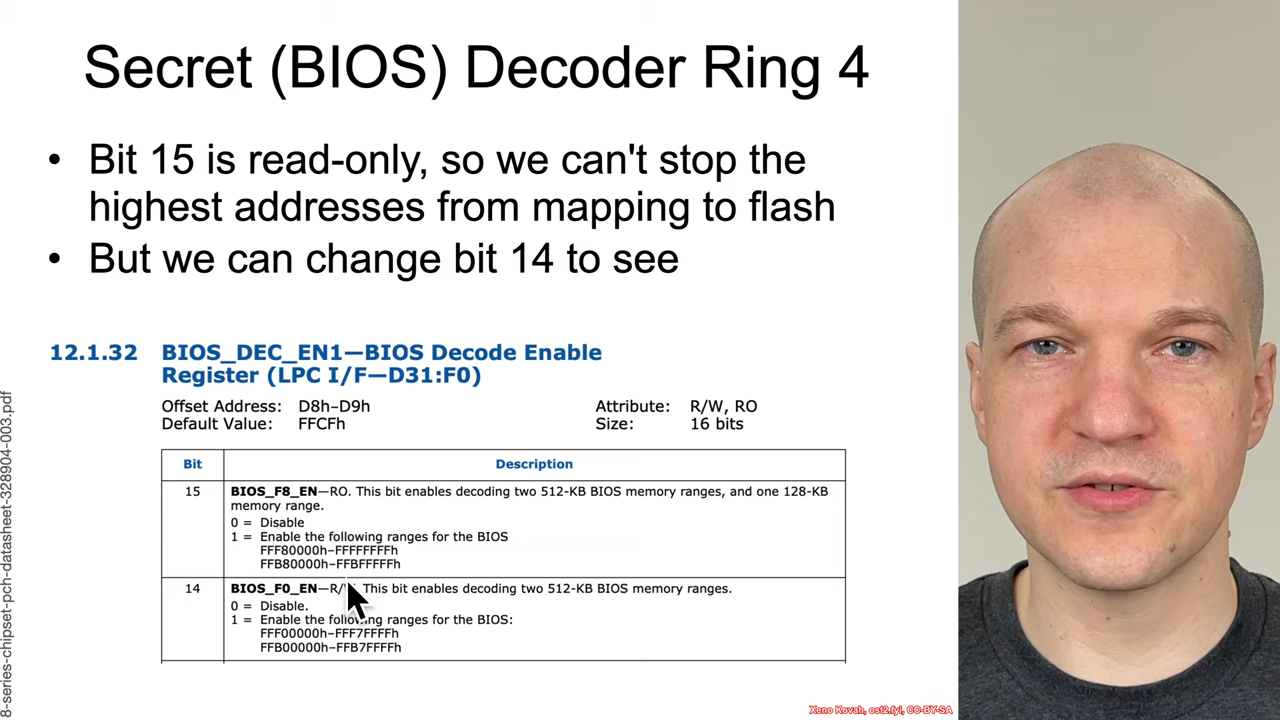 Secret (BIOS) Decoder Ring 4
• Bit 15 is read-only, so we can't stop the
highest addresses from mapping to flash
• But we can change bit 14 to see
12.1.32 BIOS_DEC_EN1—BIOS Decode Enable
Register (LPC I/F—D31:F0)
Offset Address: D8h–D9h Attribute: R/W, RO
Default Value: FFCFh Size: 16 bits
Bit Description
15 BIOS_F8_EN—RO. This bit enables decoding two 512-KB BIOS memory ranges, and one 128-KB
memory range.
0 = Disable
1 = Enable the following ranges for the BIOS
FFF80000h–FFFFFFFFh
FFB80000h–FFBFFFFFh
14 BIOS_F0_EN—R/ This bit enables decoding two 512-KB BIOS memory ranges.
0 = Disable.
1 = Enable the following ranges for the BIOS:
FFF00000h–FFF7FFFFh
FFB00000h–FFB7FFFFh
8-series-chipset-pch-datasheet-328904-003.pdf
Xeno Kovah, ost2.fyi, CC-BY-SA